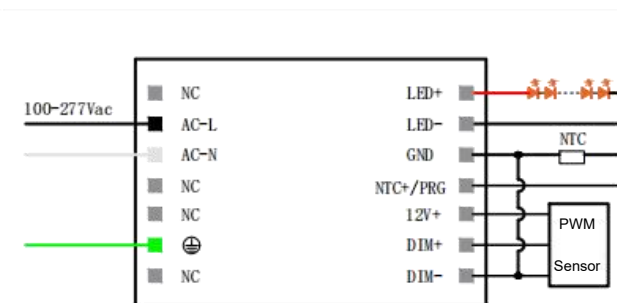 100-277Vac
NC
AC-L
AC-N
NC
NC
NC
LED+
LED-
GND
NTC+/PRG
12V+
DIM+
DIM-
NTC
PWM
Sensor